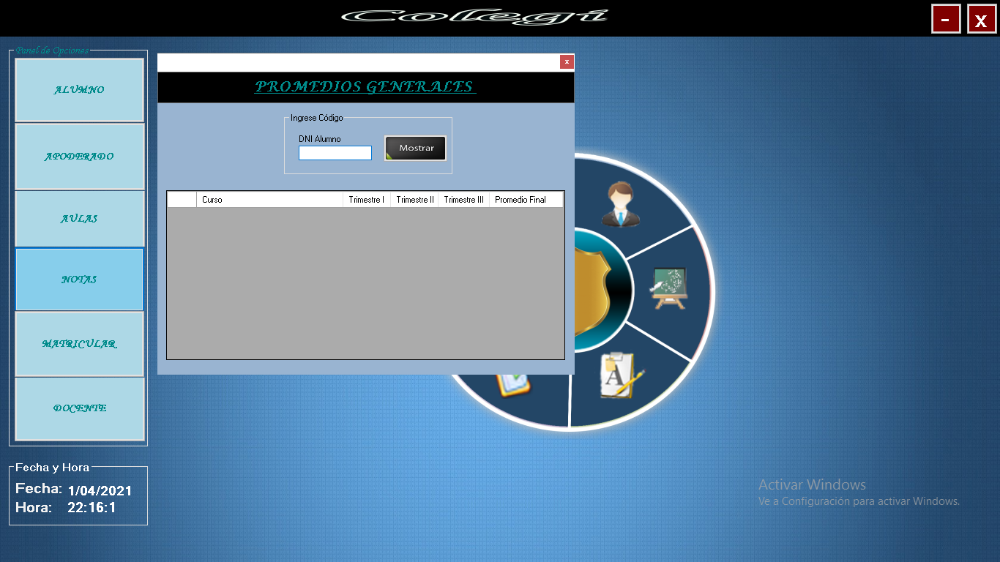 Colegi
-
X
Panel de Opciones
ALUMNO
APODERADO
AULAS
NOTAS
MATRICULAR
DOCENTE
Fecha y Hora
Fecha: 1/04/2021
Hora: 22:16:1
x
PROMEDIOS GENERALES
Ingrese Código
DNI Alumno
Mostrar
Curso Trimestre I Trimestre II Trimestre III Promedio Final
A
Activar Windows
Ve a Configuración para activar Windows.